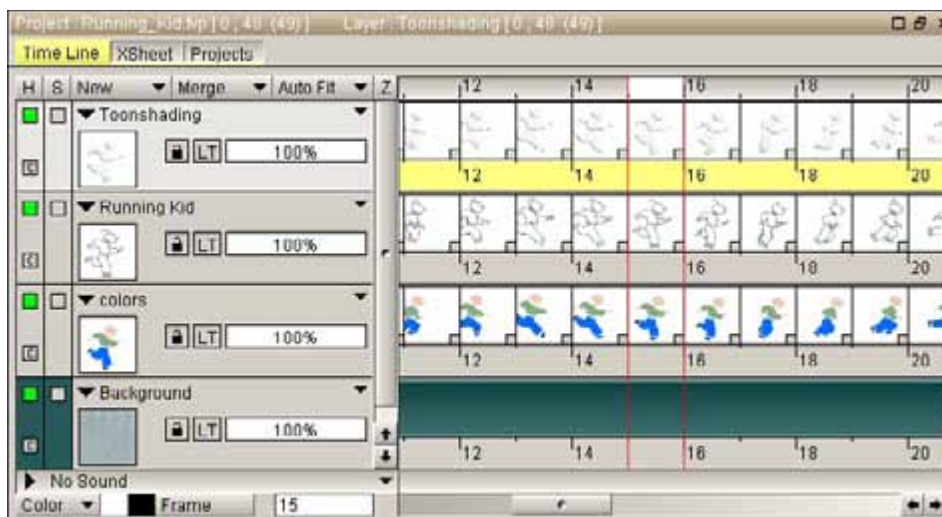 Project : Running_Kid.tvp [ 0 , 48 (49) ] Layer : Toonshading [ 0 , 48 (49) ]
Time Line XSheet Projects
H S New Merge Auto Fit Z
12 14 16 18 20
Toonshading
LT 100%
C
12 14 16 18 20
Running Kid
LT 100%
C
12 14 16 18 20
colors
LT 100%
C
12 14 16 18 20
Background
LT 100%
C
12 14 16 18 20
No Sound
Color Frame 15